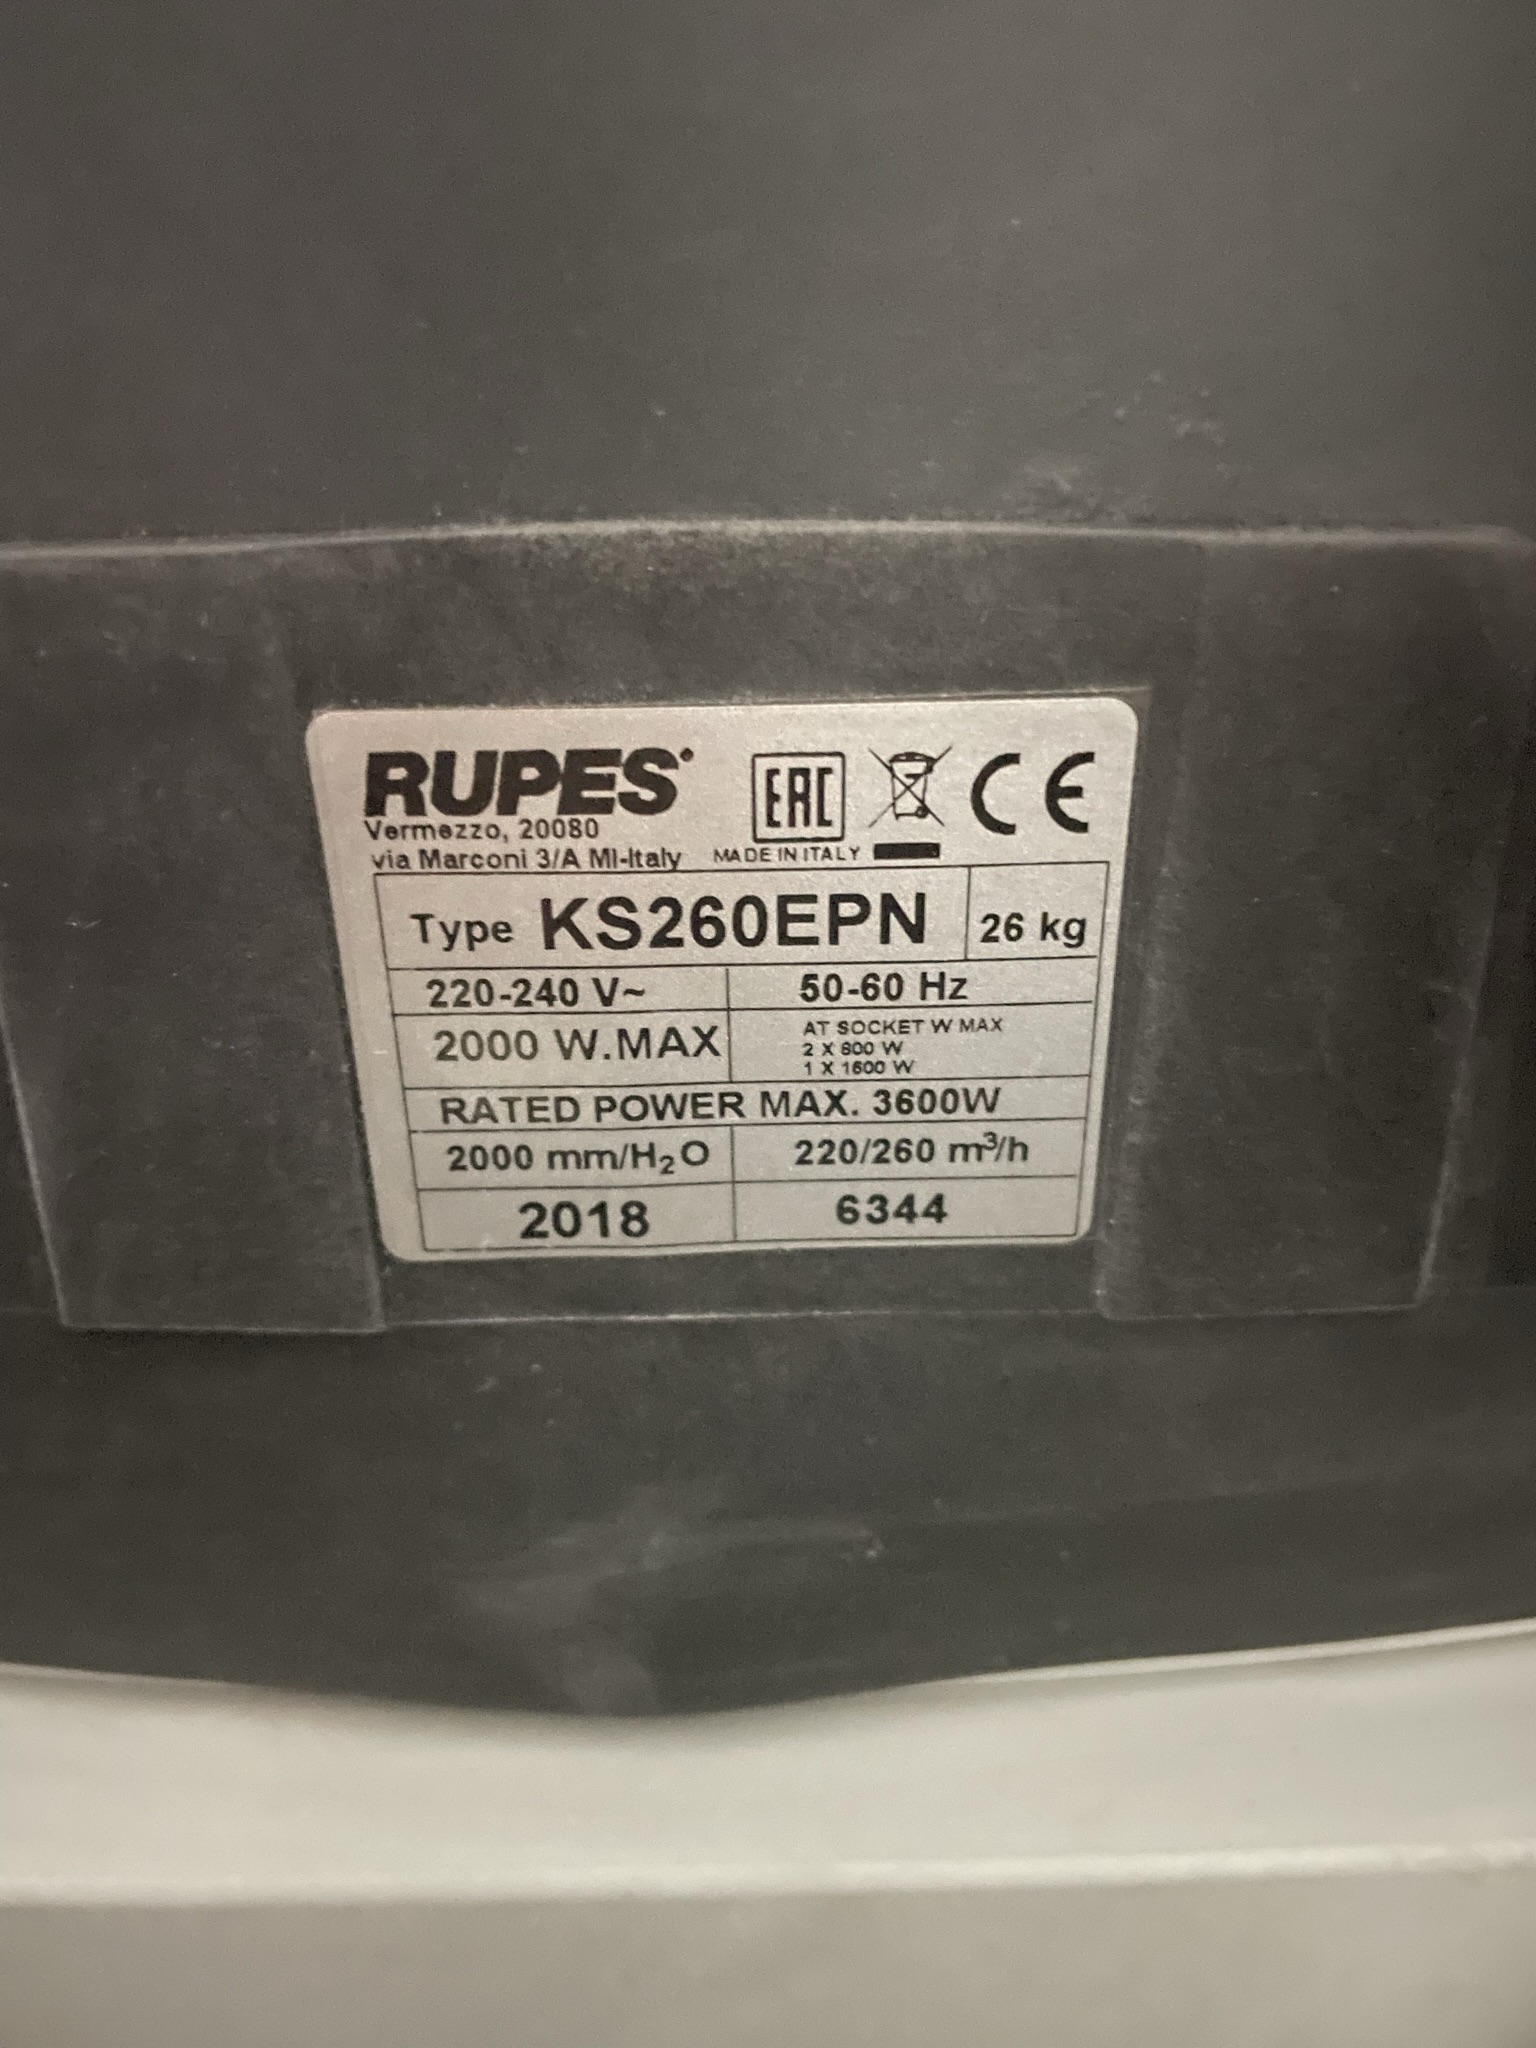 RUPES
EAC
CE
Vermezzo, 20080
via Marconi 3/A MI-Italy
MADE IN ITALY
Type KS260EPN
26 kg
220-240 V~
50-60 Hz
2000 W.MAX
AT SOCKET W MAX
2 X 800 W
1 X 1600 W
RATED POWER MAX. 3600W
2000 mm/H₂O
220/260 m³/h
2018
6344